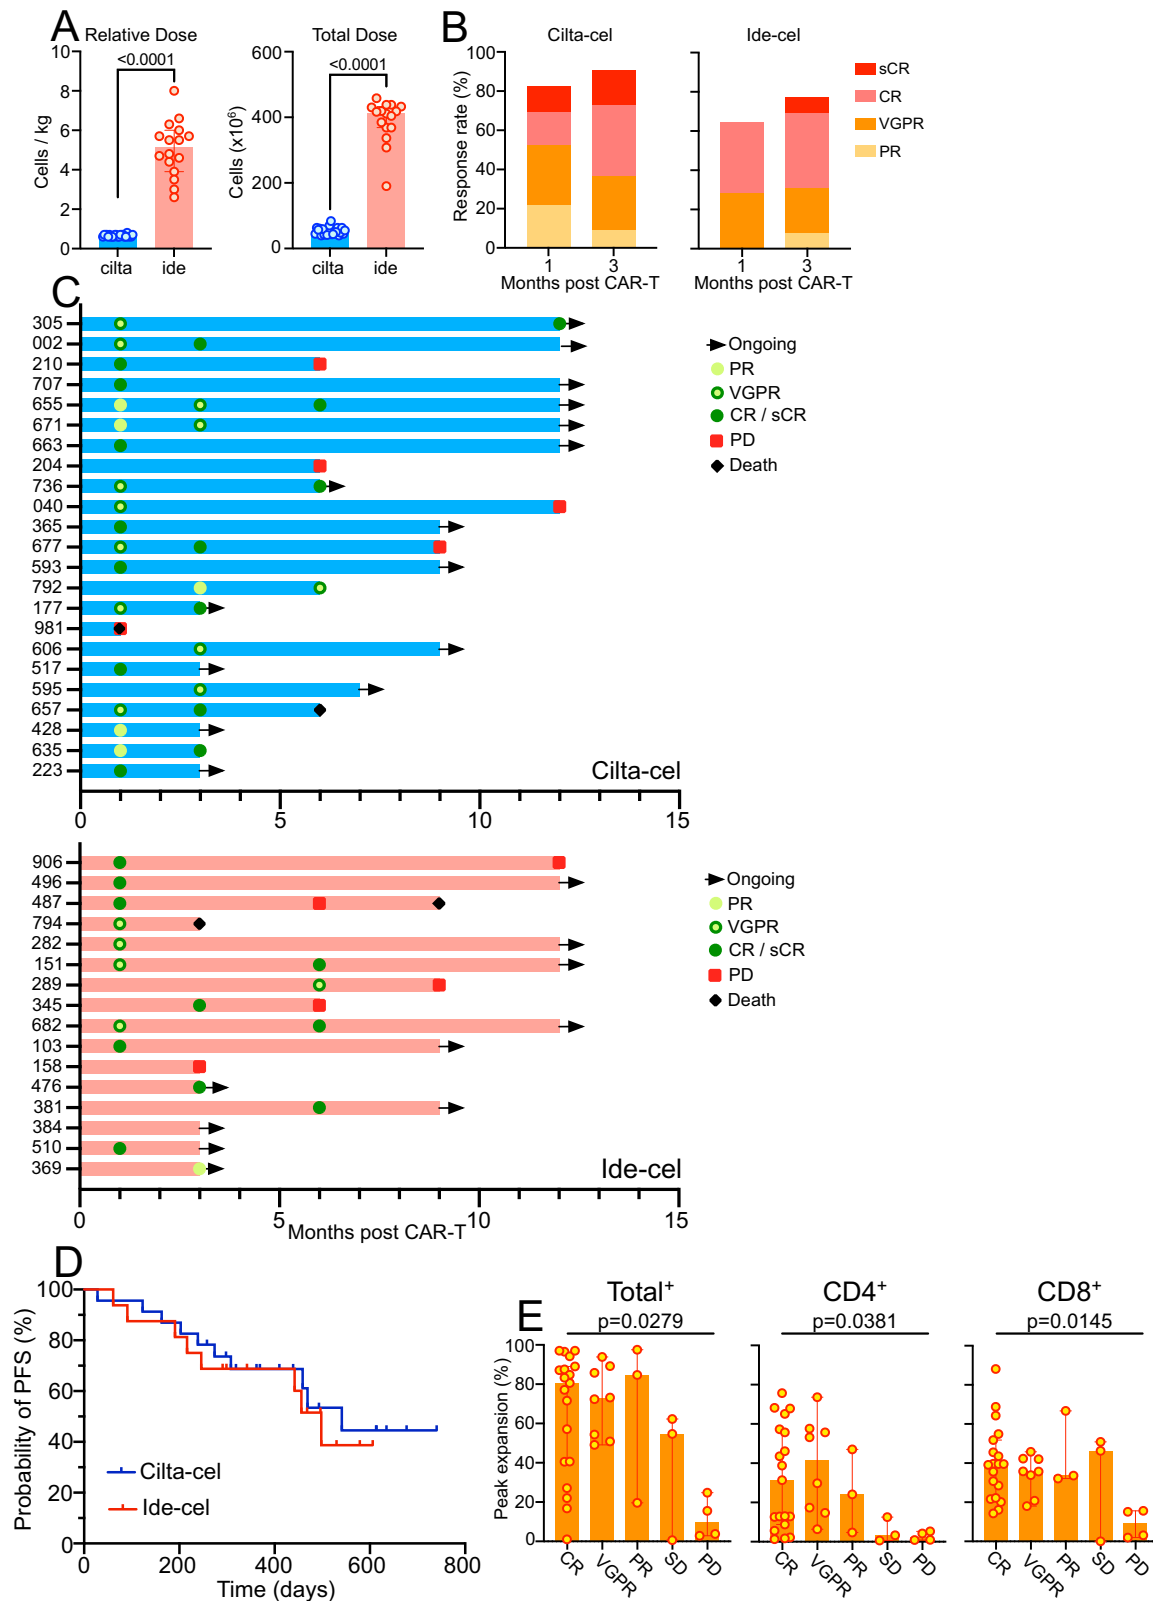 A
Relative Dose
<0.0001
10
8
6
4
2
0
Cells / kg
cilta
ide
Total Dose
<0.0001
600
400
200
0
Cells (x10⁶)
cilta
ide
B
Cilta-cel
Ide-cel
100
80
60
40
20
0
Response rate (%)
1
3
Months post CAR-T
1
3
Months post CAR-T
sCR
CR
VGPR
PR
C
305
002
210
707
655
671
663
204
736
040
365
677
593
792
177
981
606
517
595
657
428
635
223
Ongoing
PR
VGPR
CR / sCR
PD
Death
Cilta-cel
0
5
10
15
906
496
487
794
282
151
289
345
682
103
158
476
381
384
510
369
Ongoing
PR
VGPR
CR / sCR
PD
Death
Ide-cel
0
5
10
15
Months post CAR-T
D
100
80
60
40
20
0
Probability of PFS (%)
Cilta-cel
Ide-cel
0
200
400
600
800
Time (days)
E
Total⁺
p=0.0279
CD4⁺
p=0.0381
CD8⁺
p=0.0145
100
80
60
40
20
0
Peak expansion (%)
CR
VGPR
PR
SD
PD
CR
VGPR
PR
SD
PD
CR
VGPR
PR
SD
PD